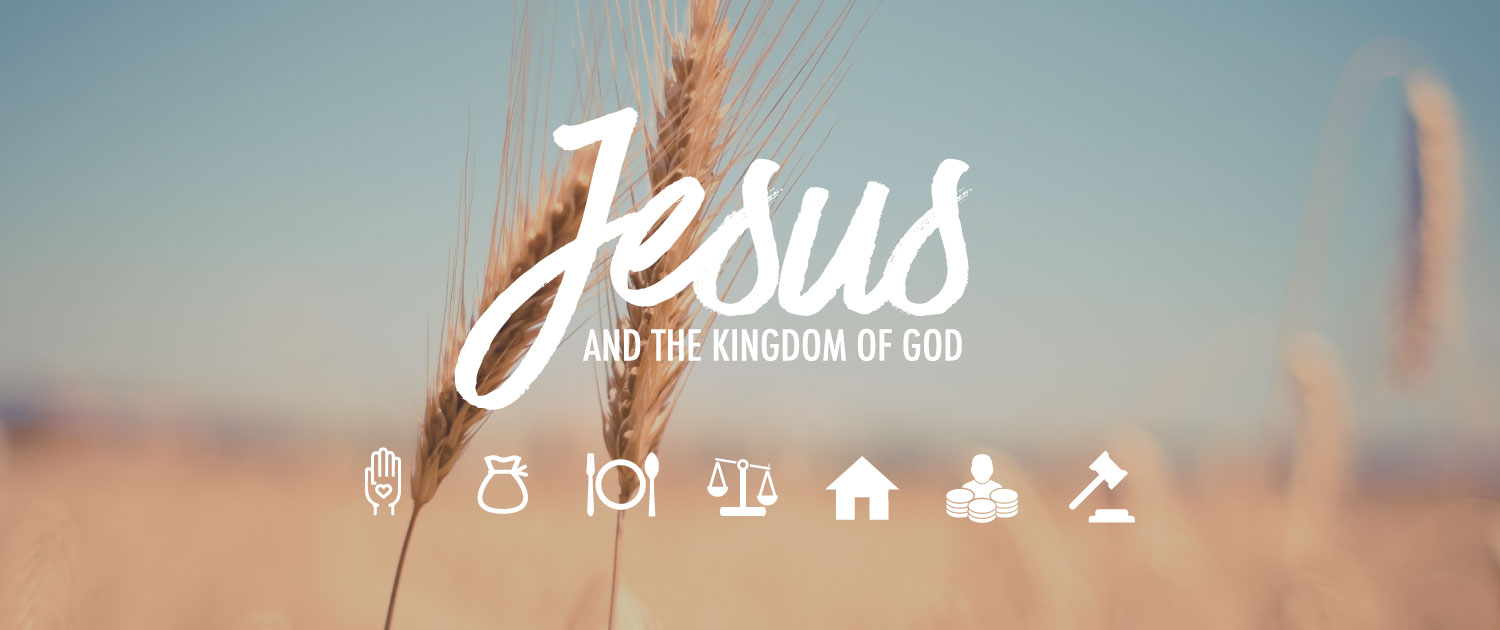 Jesus
AND THE KINGDOM OF GOD